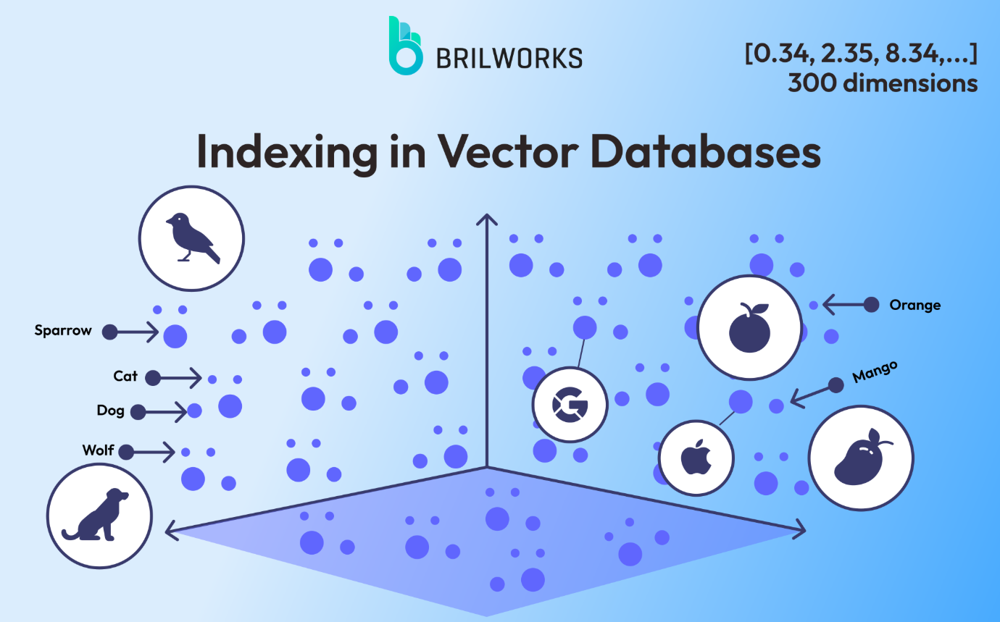 BRILWORKS
[0.34, 2.35, 8.34,...]
300 dimensions
Indexing in Vector Databases
Sparrow
Orange
Cat
Mango
Dog
Wolf
G